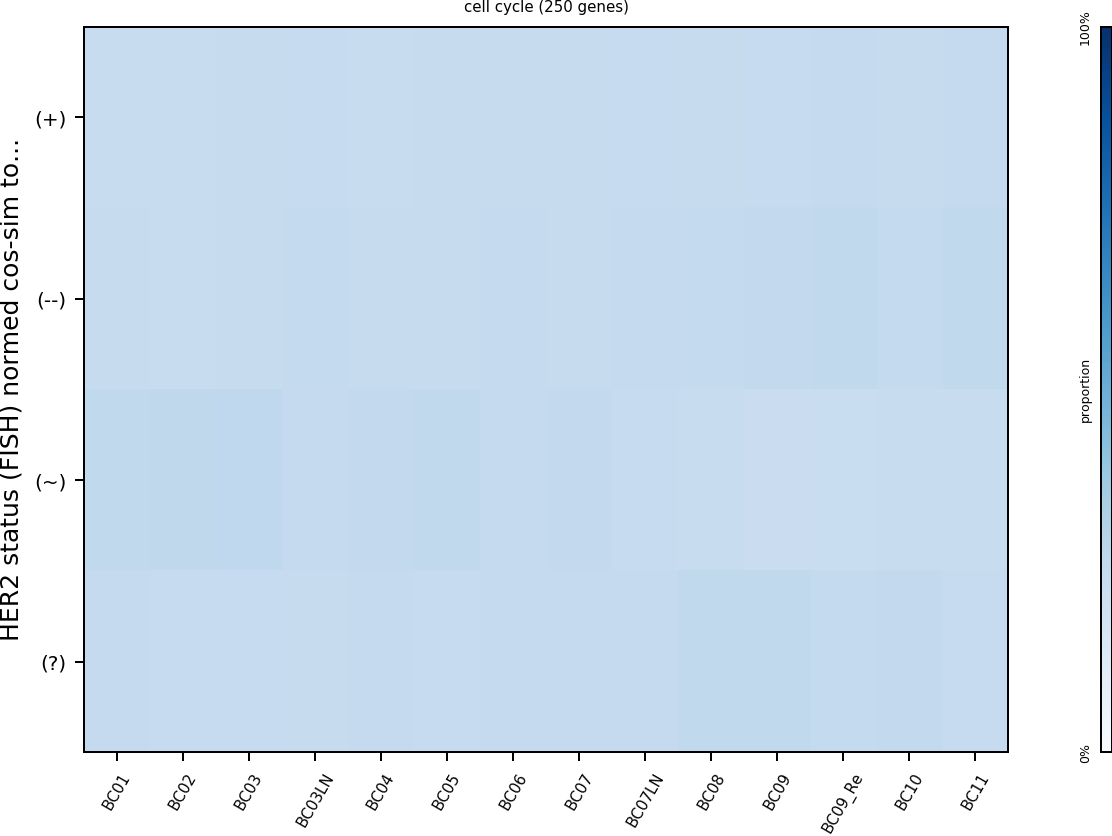 cell cycle (250 genes)
HER2 status (FISH) normed cos-sim to...
(+)
(--)
(~)
(?)
BC01
BC02
BC03
BC03LN
BC04
BC05
BC06
BC07
BC07LN
BC08
BC09
BC09_Re
BC10
BC11
100%
proportion
0%